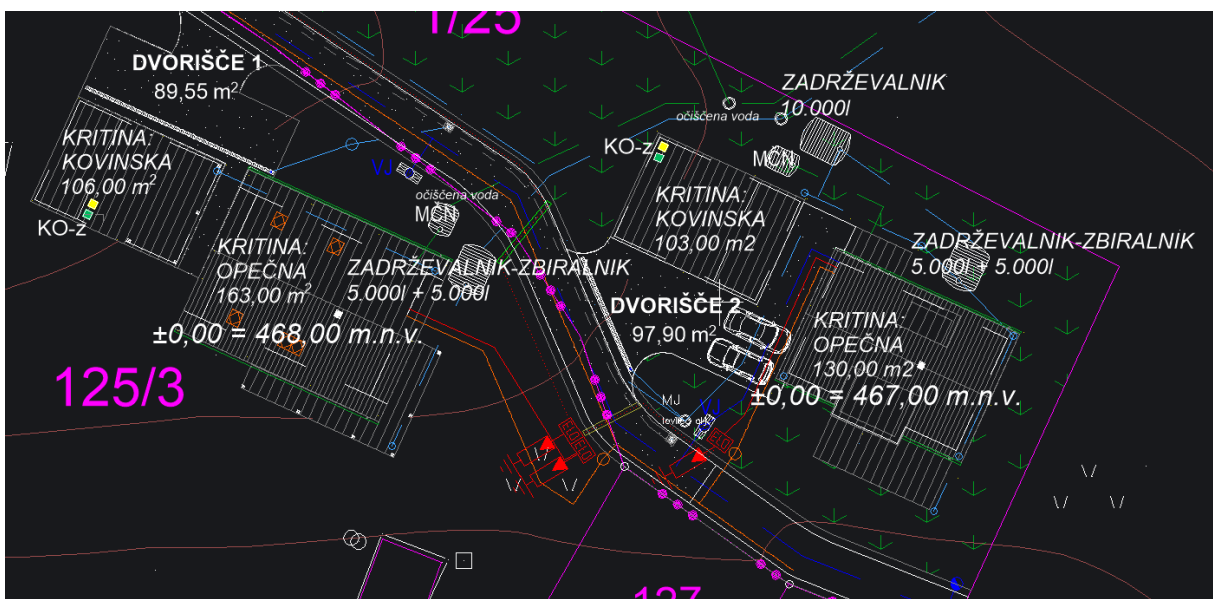 1/25
DVORIŠČE 1
89,55 m²
KRITINA:
KOVINSKA
106,00 m²
KO-z
VJ
očiščena voda
MČN
KRITINA:
OPEČNA
163,00 m²
ZADRŽEVALNIK-ZBIRALNIK
5.000l + 5.000l
±0,00 = 468,00 m.n.v.
125/3
ZADRŽEVALNIK
10.000l
očiščena voda
KO-z
MČN
KRITINA:
KOVINSKA
103,00 m2
ZADRŽEVALNIK-ZBIRALNIK
5.000l + 5.000l
DVORIŠČE 2
97,90 m²
KRITINA:
OPEČNA
130,00 m2
±0,00 = 467,00 m.n.v.
MJ
VJ
127